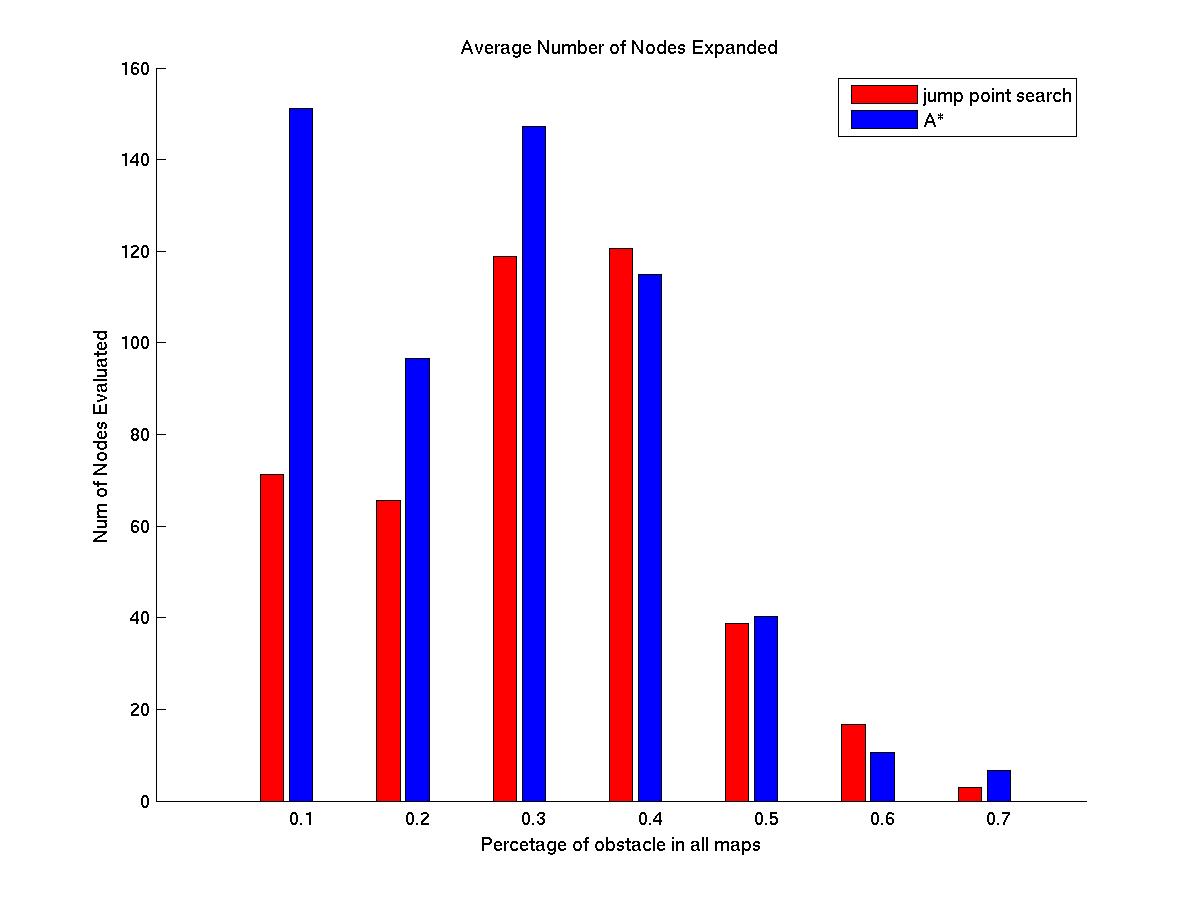 Average Number of Nodes Expanded
jump point search
A*
160
140
120
100
80
60
40
20
0
Num of Nodes Evaluated
0.1 0.2 0.3 0.4 0.5 0.6 0.7
Percetage of obstacle in all maps